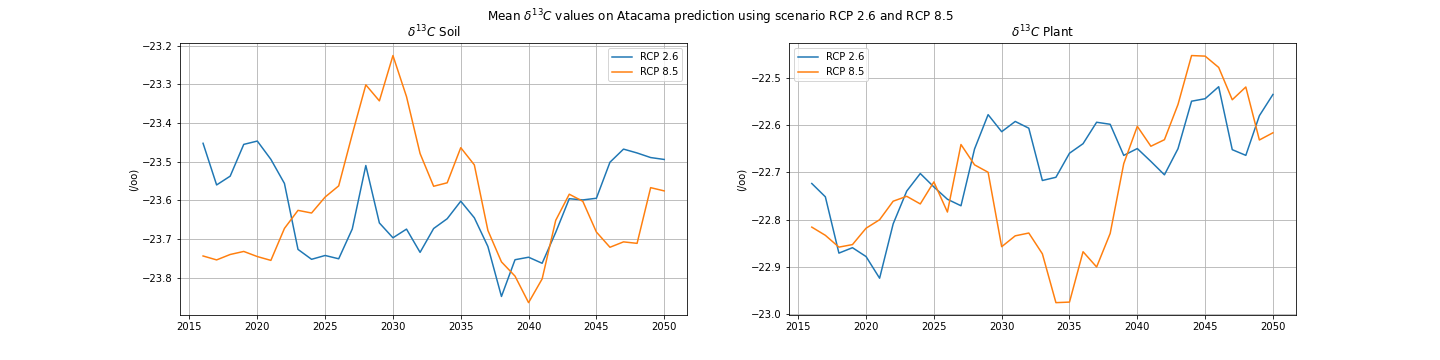 Mean δ¹³C values on Atacama prediction using scenario RCP 2.6 and RCP 8.5
δ¹³C Soil
−23.2
−23.3
−23.4
−23.5
−23.6
−23.7
−23.8
(/oo)
RCP 2.6
RCP 8.5
2015 2020 2025 2030 2035 2040 2045 2050
δ¹³C Plant
−22.5
−22.6
−22.7
−22.8
−22.9
−23.0
(/oo)
RCP 2.6
RCP 8.5
2015 2020 2025 2030 2035 2040 2045 2050